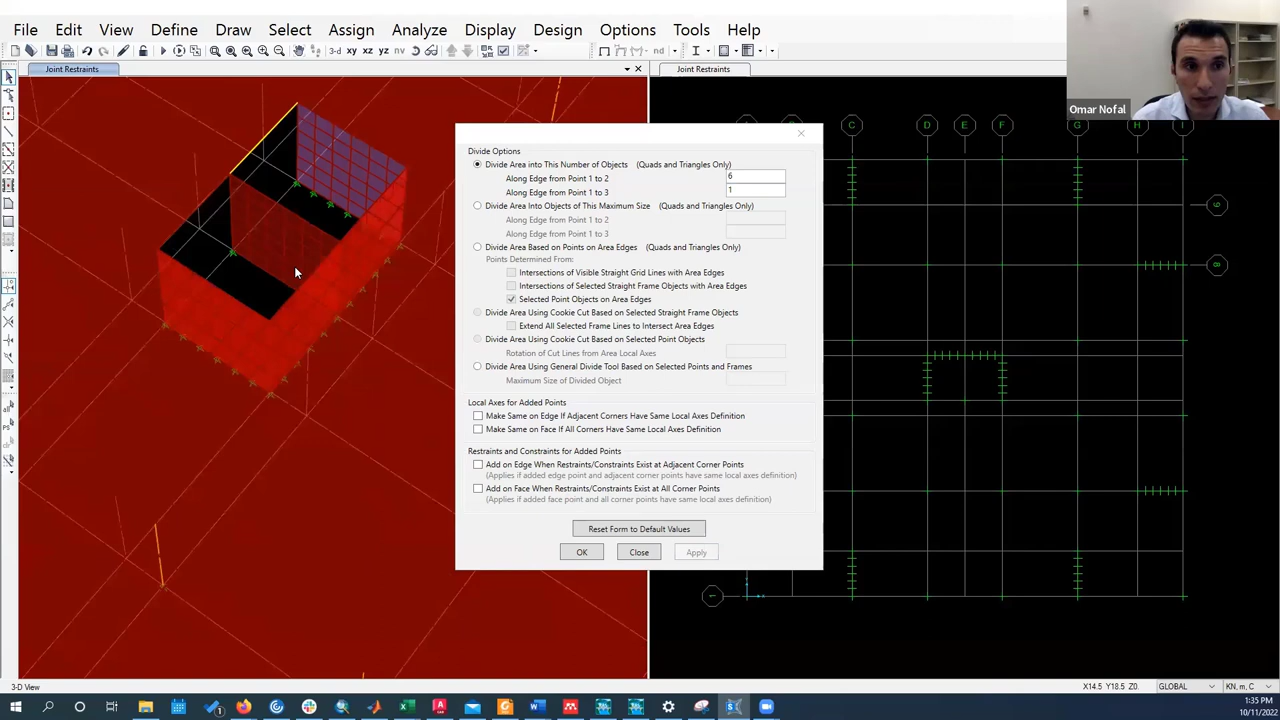 File Edit View Define Draw Select Assign Analyze Display Design Options Tools Help
3-d xy xz yz nv nd
Joint Restraints
Joint Restraints
Omar Nofal
Divide Options
Divide Area into This Number of Objects (Quads and Triangles Only)
Along Edge from Point 1 to 2 6
Along Edge from Point 1 to 3 1
Divide Area Into Objects of This Maximum Size (Quads and Triangles Only)
Along Edge from Point 1 to 2
Along Edge from Point 1 to 3
Divide Area Based on Points on Area Edges (Quads and Triangles Only)
Points Determined From:
Intersections of Visible Straight Grid Lines with Area Edges
Intersections of Selected Straight Frame Objects with Area Edges
Selected Point Objects on Area Edges
Divide Area Using Cookie Cut Based on Selected Straight Frame Objects
Extend All Selected Frame Lines to Intersect Area Edges
Divide Area Using Cookie Cut Based on Selected Point Objects
Rotation of Cut Lines from Area Local Axes
Divide Area Using General Divide Tool Based on Selected Points and Frames
Maximum Size of Divided Object
Local Axes for Added Points
Make Same on Edge If Adjacent Corners Have Same Local Axes Definition
Make Same on Face If All Corners Have Same Local Axes Definition
Restraints and Constraints for Added Points
Add on Edge When Restraints/Constraints Exist at Adjacent Corner Points
(Applies if added edge point and adjacent corner points have same local axes definition)
Add on Face When Restraints/Constraints Exist at All Corner Points
(Applies if added face point and all corner points have same local axes definition)
Reset Form to Default Values
OK Close Apply
C D E F G H I
1
3-D View
X14.5 Y18.5 Z0. GLOBAL KN, m, C
1:35 PM
10/11/2022